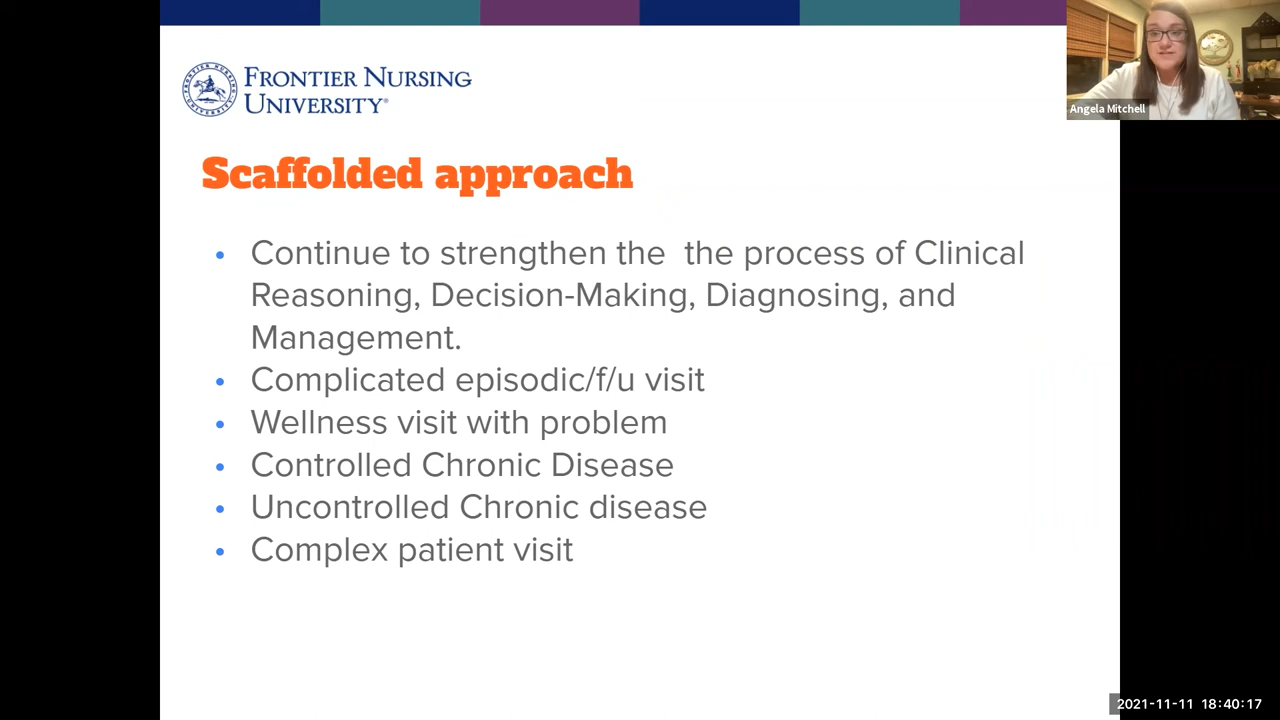 FRONTIER NURSING
UNIVERSITY®
Angela Mitchell
Scaffolded approach
• Continue to strengthen the  the process of Clinical
Reasoning, Decision-Making, Diagnosing, and
Management.
• Complicated episodic/f/u visit
• Wellness visit with problem
• Controlled Chronic Disease
• Uncontrolled Chronic disease
• Complex patient visit
2021-11-11 18:40:17